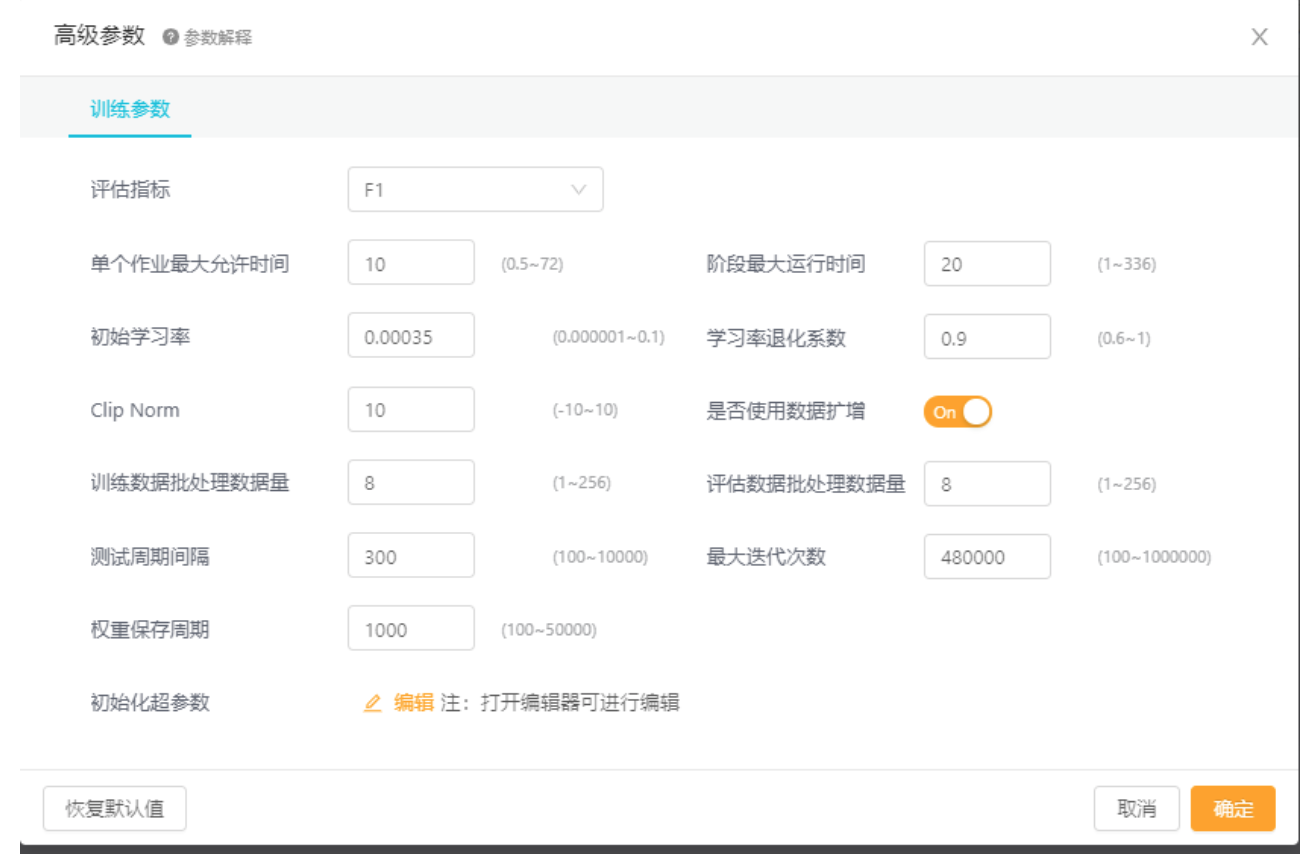 高级参数 ? 参数解释 X
训练参数
评估指标 F1
单个作业最大允许时间 10 (0.5~72) 阶段最大运行时间 20 (1~336)
初始学习率 0.00035 (0.000001~0.1) 学习率退化系数 0.9 (0.6~1)
Clip Norm 10 (-10~10) 是否使用数据扩增 On
训练数据批处理数据量 8 (1~256) 评估数据批处理数据量 8 (1~256)
测试周期间隔 300 (100~10000) 最大迭代次数 480000 (100~1000000)
权重保存周期 1000 (100~50000)
初始化超参数 编辑 注：打开编辑器可进行编辑
恢复默认值 取消 确定